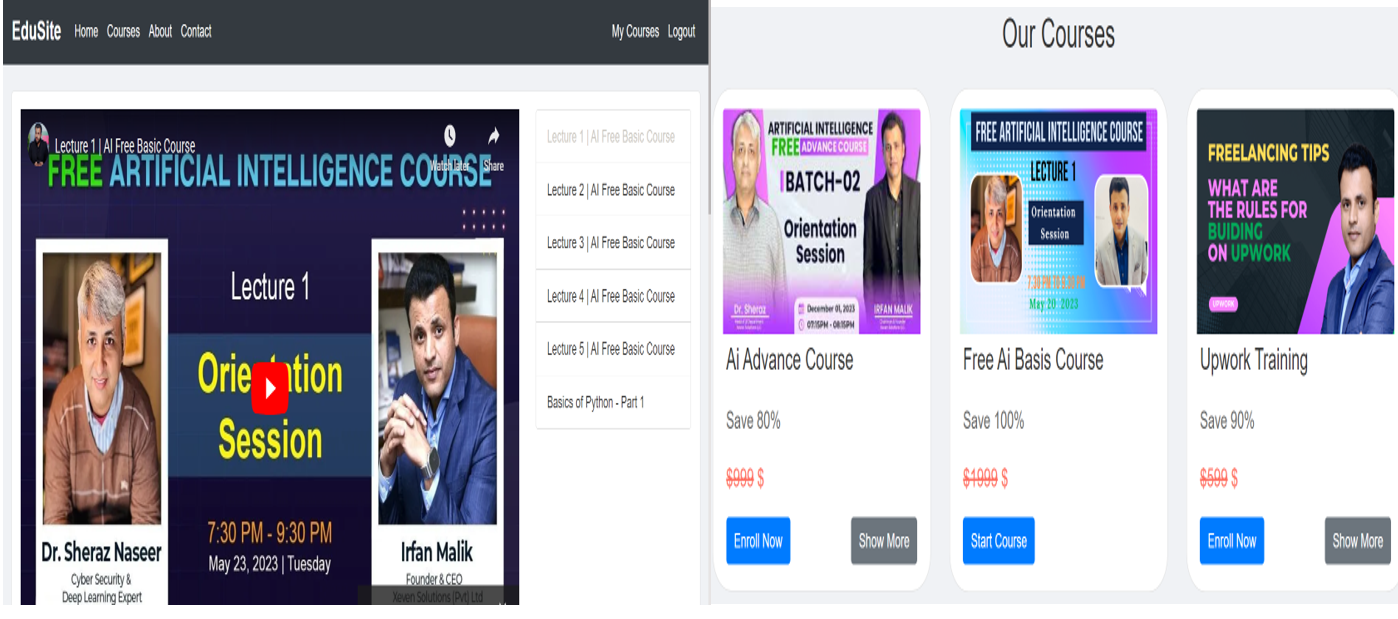 EduSite Home Courses About Contact
My Courses Logout
Lecture 1 | AI Free Basic Course
Watch later Share
FREE ARTIFICIAL INTELLIGENCE COURSE
Lecture 1
Orientation
Session
7:30 PM - 9:30 PM
May 23, 2023 | Tuesday
Dr. Sheraz Naseer
Cyber Security &
Deep Learning Expert
Irfan Malik
Founder & CEO
Xeven Solutions (Pvt) Ltd
Lecture 1 | AI Free Basic Course
Lecture 2 | AI Free Basic Course
Lecture 3 | AI Free Basic Course
Lecture 4 | AI Free Basic Course
Lecture 5 | AI Free Basic Course
Basics of Python - Part 1
Our Courses
ARTIFICIAL INTELLIGENCE
FREE ADVANCE COURSE
BATCH-02
Orientation
Session
Dr. Sheraz
December 01, 2023
07:15PM - 08:15PM
IRFAN MALIK
Ai Advance Course
Save 80%
$999 $
Enroll Now
Show More
FREE ARTIFICIAL INTELLIGENCE COURSE
LECTURE 1
Orientation
Session
May 20, 2023
Free Ai Basis Course
Save 100%
$1999 $
Start Course
FREELANCING TIPS
WHAT ARE
THE RULES FOR
BUIDING
ON UPWORK
UPWORK
Upwork Training
Save 90%
$599 $
Enroll Now
Show More